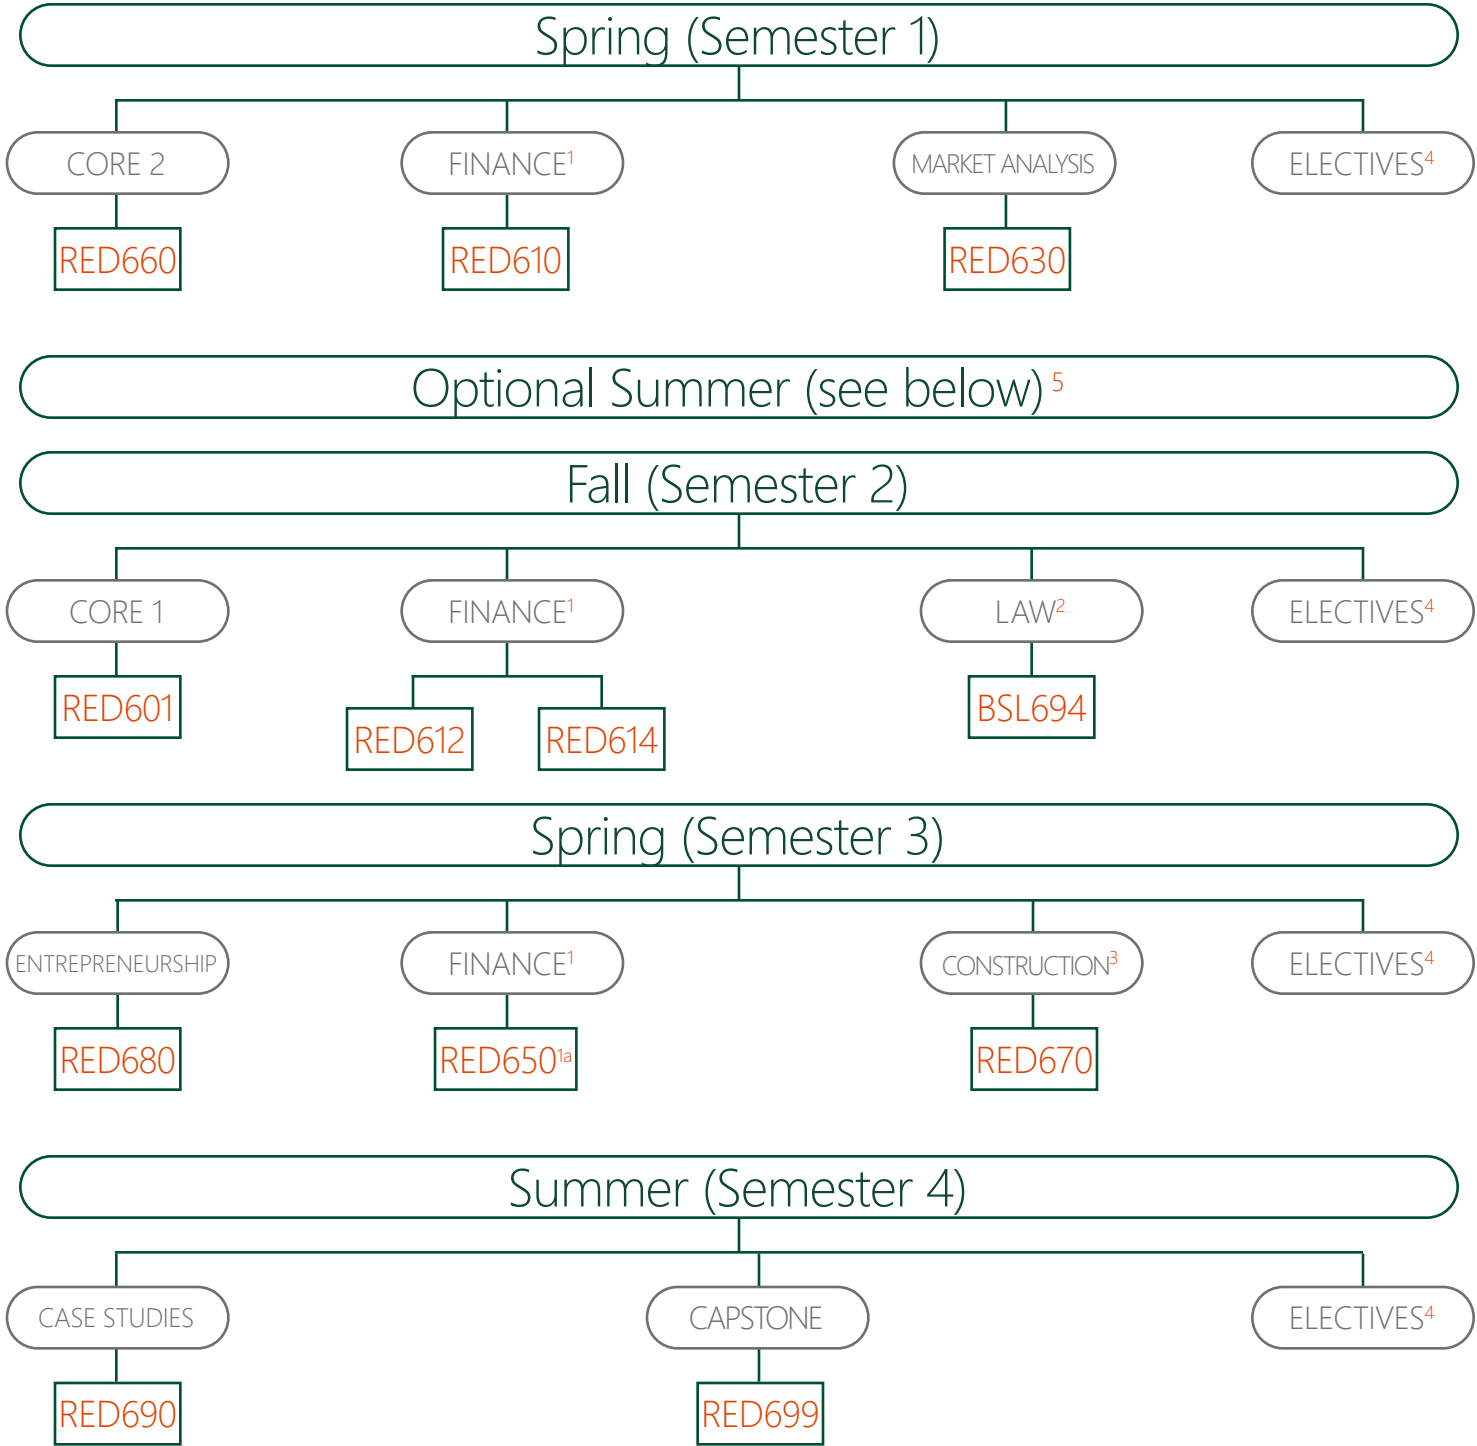 Spring (Semester 1)
CORE 2
FINANCE¹
MARKET ANALYSIS
ELECTIVES⁴
RED660
RED610
RED630
Optional Summer (see below) ⁵
Fall (Semester 2)
CORE 1
FINANCE¹
LAW²
ELECTIVES⁴
RED601
RED612
RED614
BSL694
Spring (Semester 3)
ENTREPRENEURSHIP
FINANCE¹
CONSTRUCTION³
ELECTIVES⁴
RED680
RED650¹ᵃ
RED670
Summer (Semester 4)
CASE STUDIES
CAPSTONE
ELECTIVES⁴
RED690
RED699